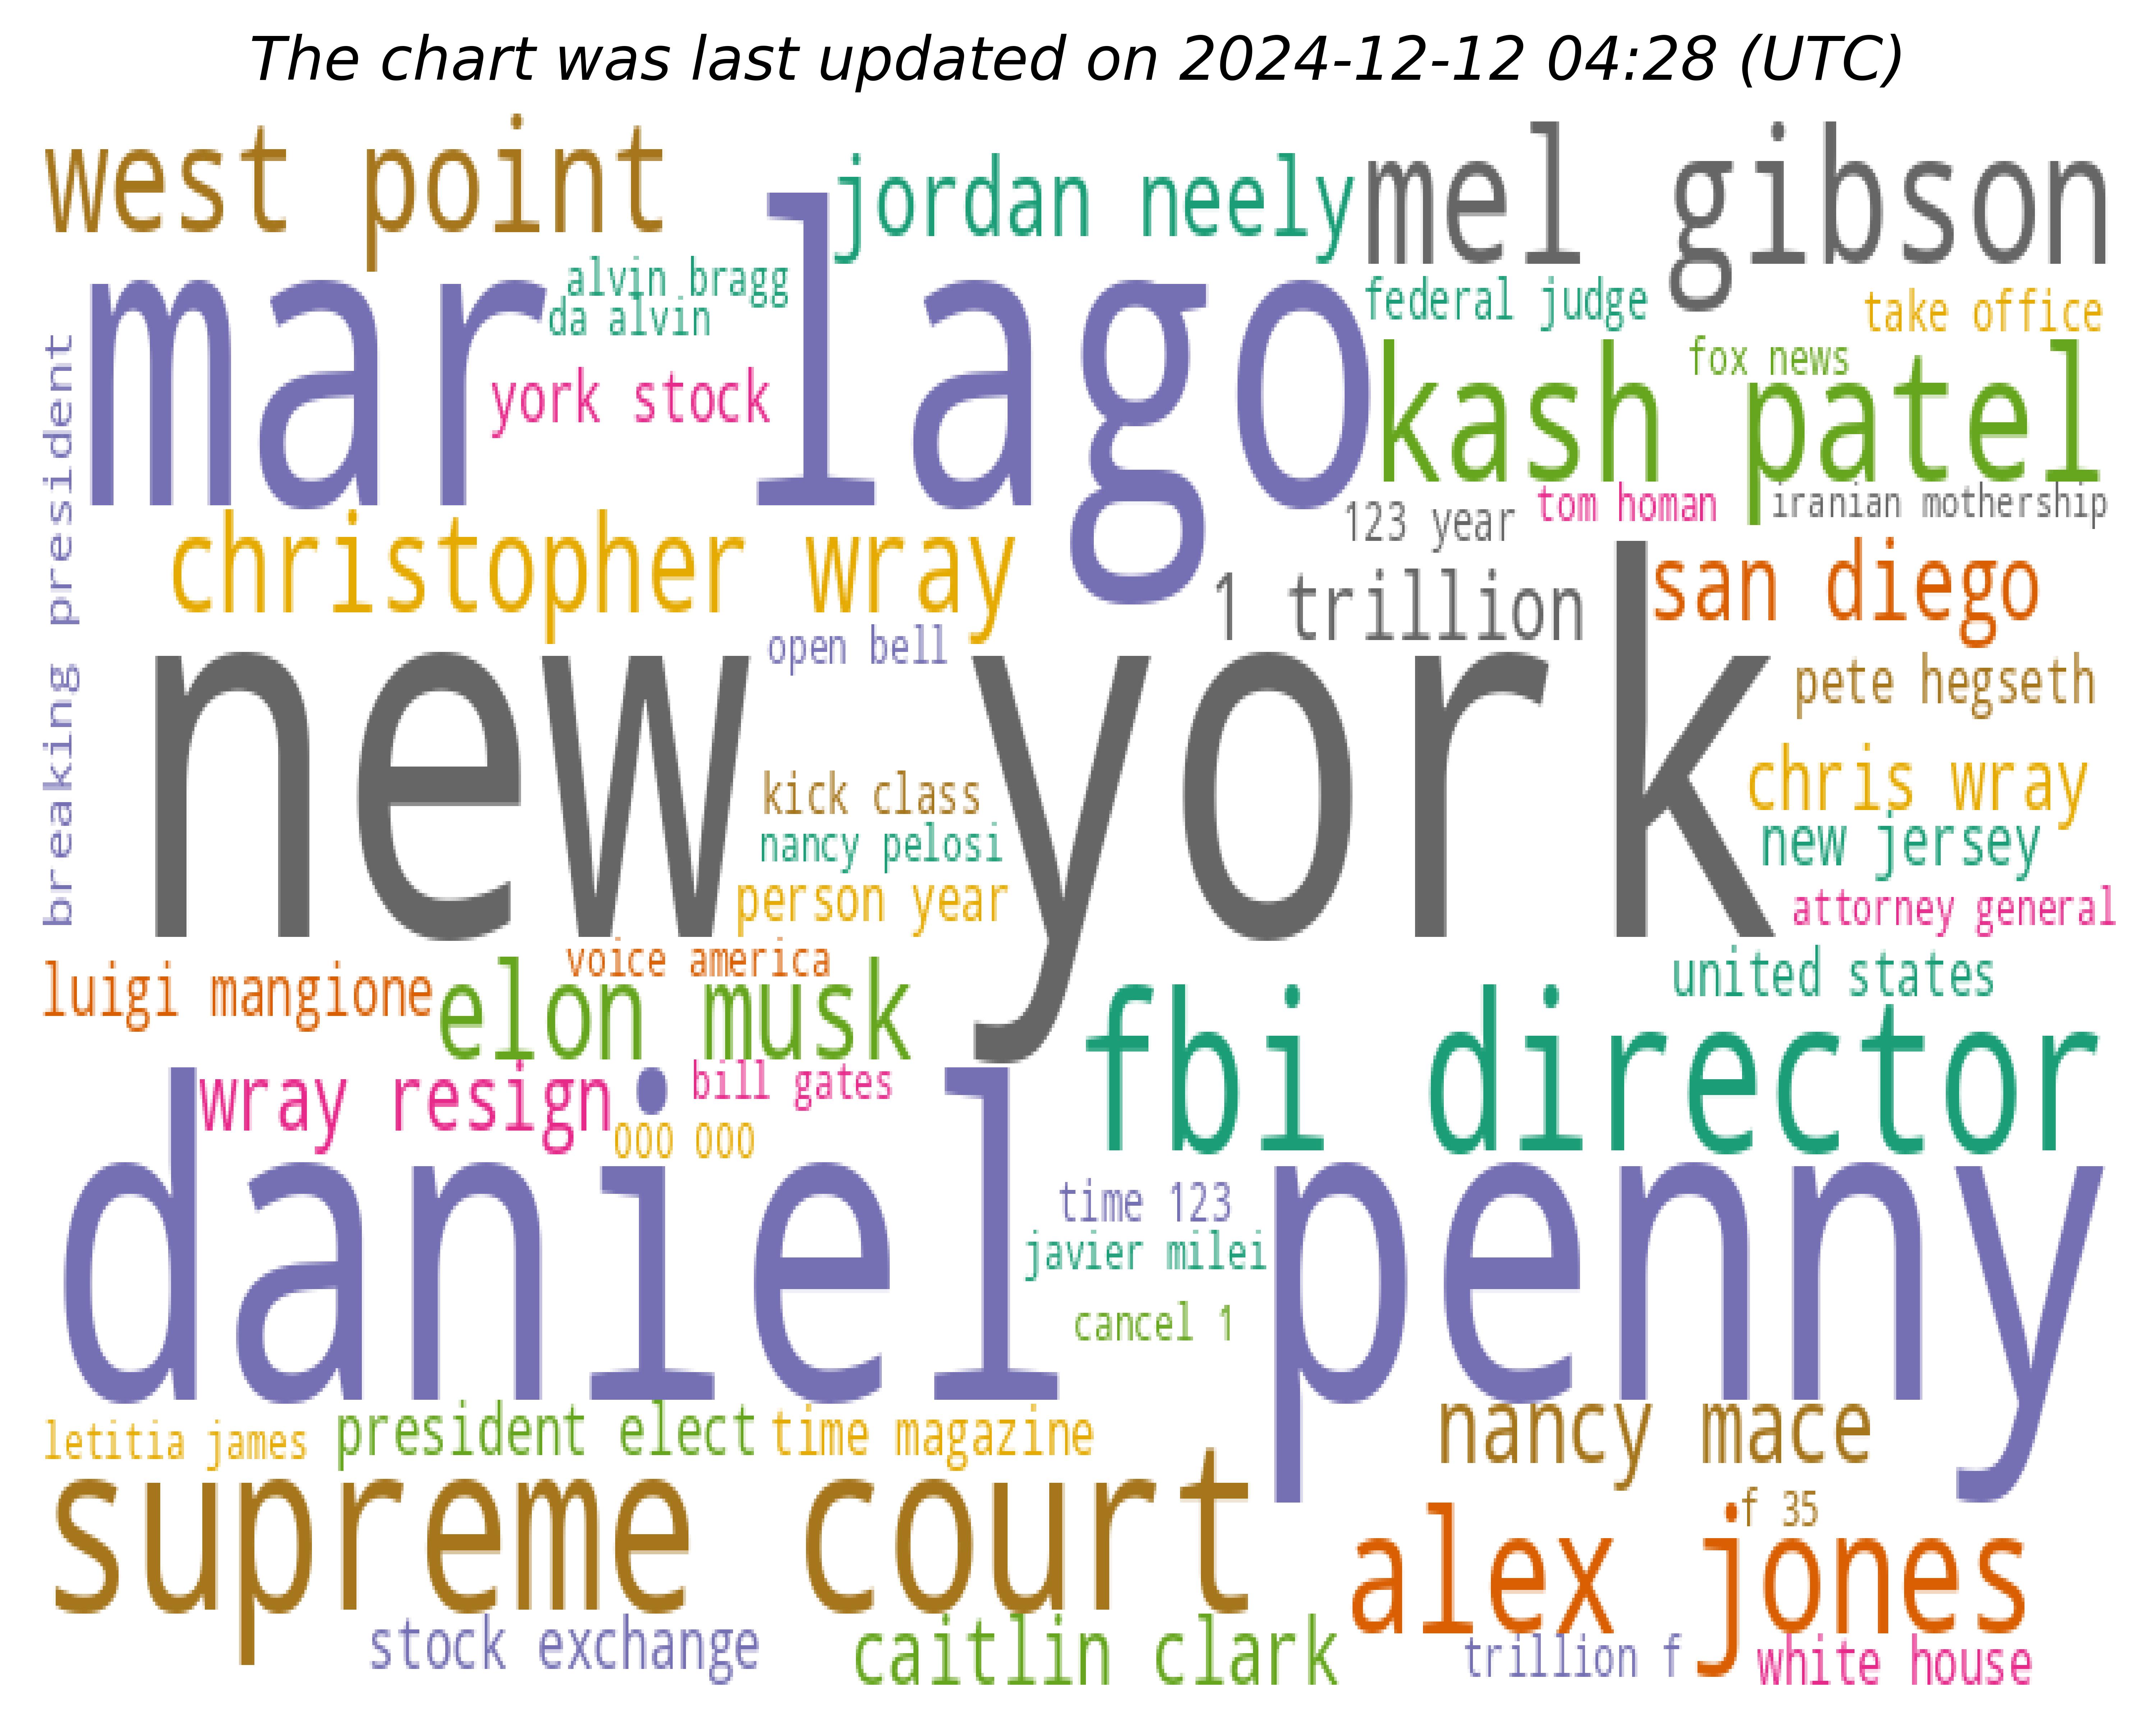 The chart was last updated on 2024-12-12 04:28 (UTC)
west point
jordan neely
mel gibson
alvin bragg
da alvin
federal judge
take office
mar lago
york stock
fox news
kash patel
breaking president
123 year
tom homan
iranian mothership
christopher wray
1 trillion
san diego
open bell
pete hegseth
new york
kick class
chris wray
nancy pelosi
new jersey
person year
attorney general
voice america
united states
luigi mangione
elon musk
fbi director
wray resign
bill gates
000 000
daniel penny
time 123
javier milei
cancel 1
letitia james
president elect
time magazine
nancy mace
supreme court
f 35
alex jones
stock exchange
caitlin clark
trillion f
white house